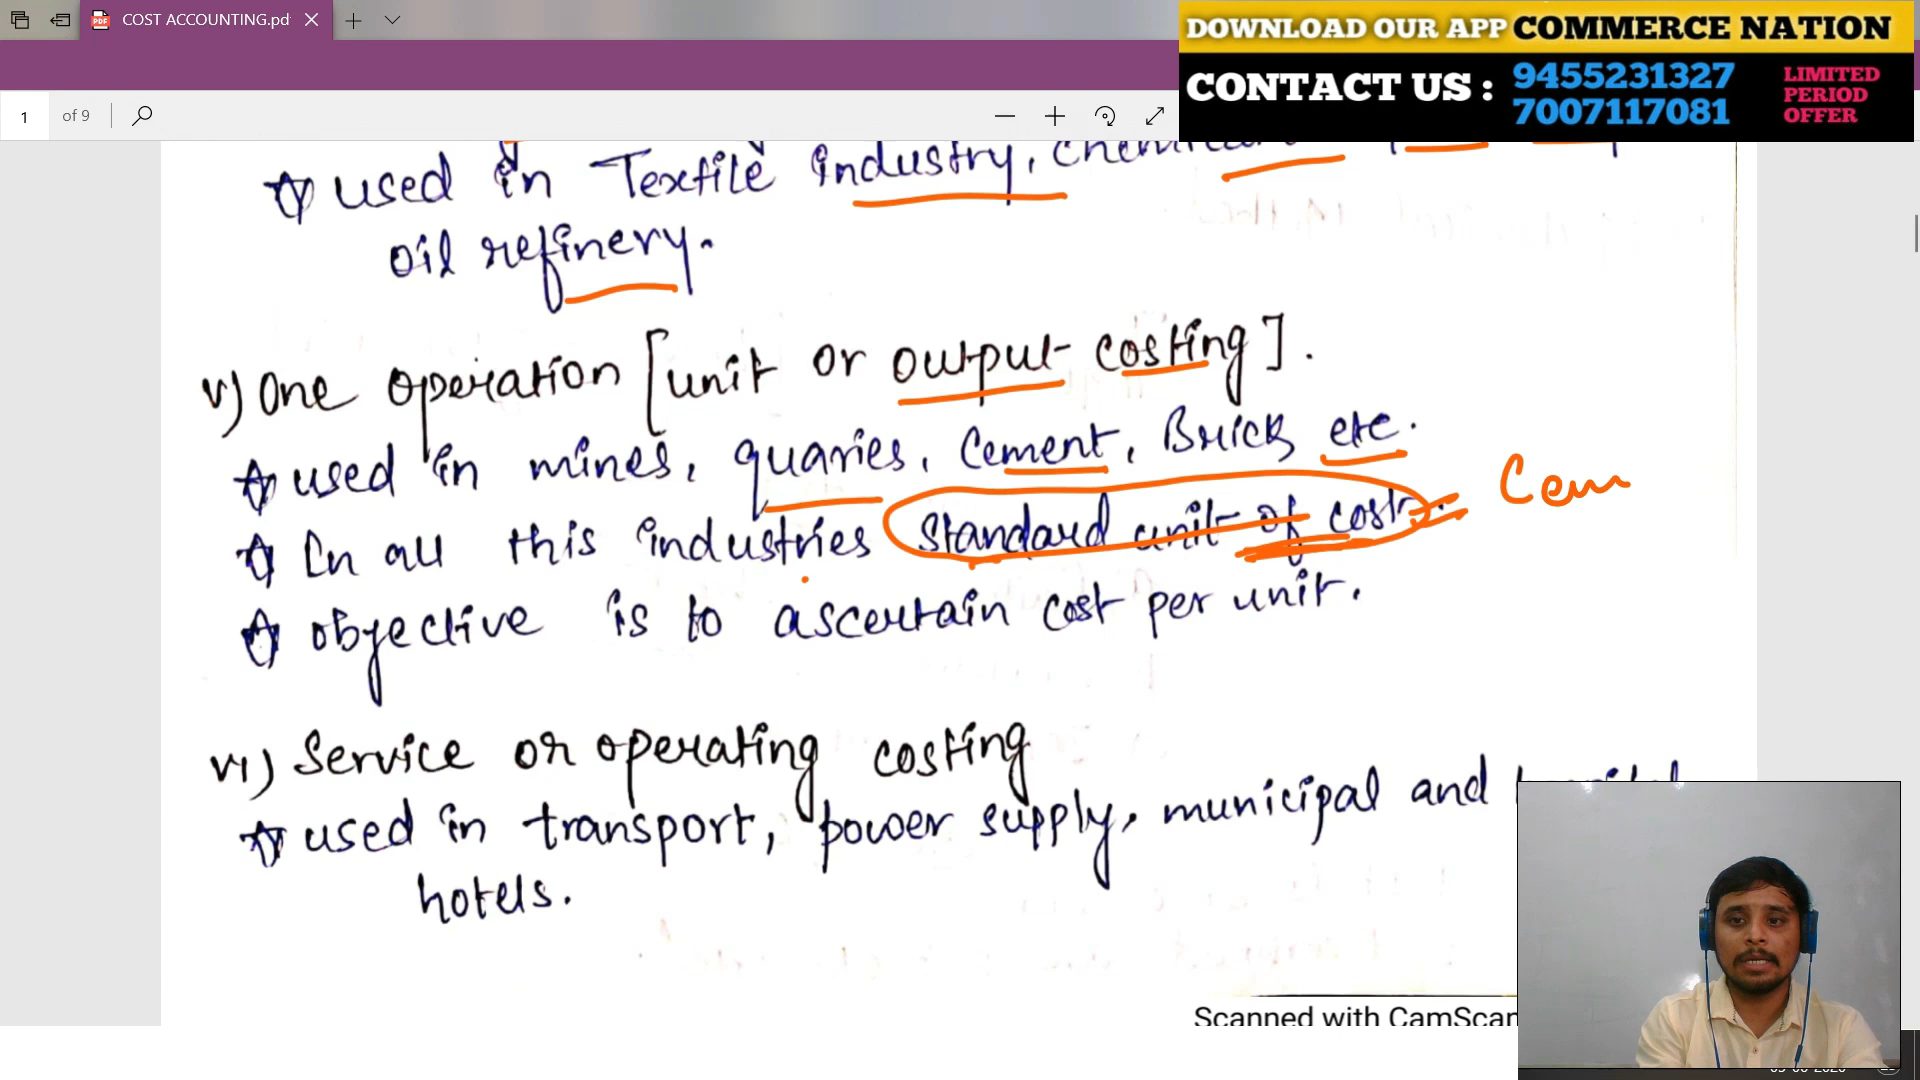 COST ACCOUNTING.pd
DOWNLOAD OUR APP COMMERCE NATION
CONTACT US : 9455231327
7007117081
LIMITED
PERIOD
OFFER
1 of 9
used in Textile industry,
oil refinery.
v) One operation [unit or output costing].
used in mines, quaries, Cement, Brick etc.
In all this industries Standard unit of cost. Cem
objective is to ascertain cost per unit.
vi) Service or operating costing
used in transport, power supply, municipal and
hotels.
Scanned with CamScan